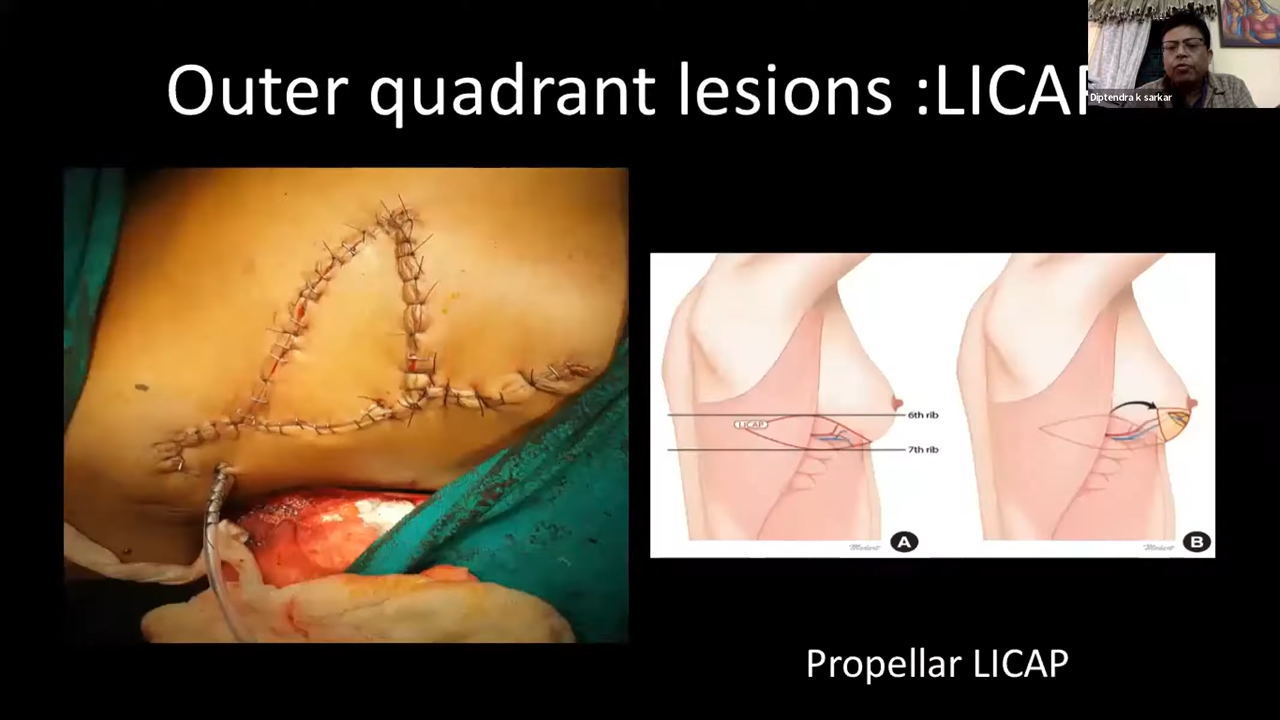 Outer quadrant lesions :LICAP
Diptendra k sarkar
6th rib
LICAP
7th rib
A
B
Propellar LICAP